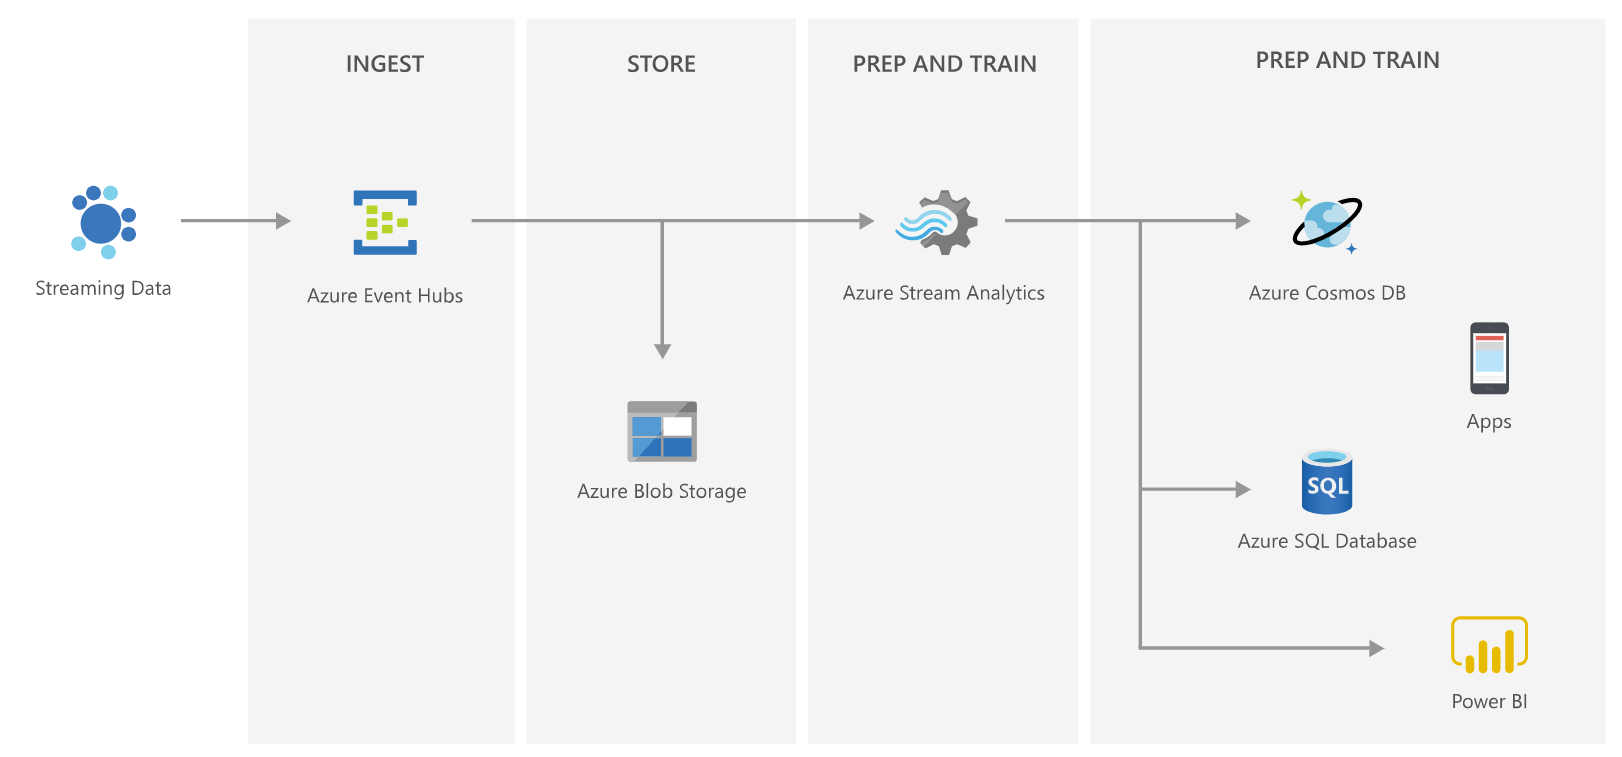 INGEST
STORE
PREP AND TRAIN
PREP AND TRAIN
Streaming Data
Azure Event Hubs
Azure Stream Analytics
Azure Cosmos DB
Apps
Azure Blob Storage
SQL
Azure SQL Database
Power BI